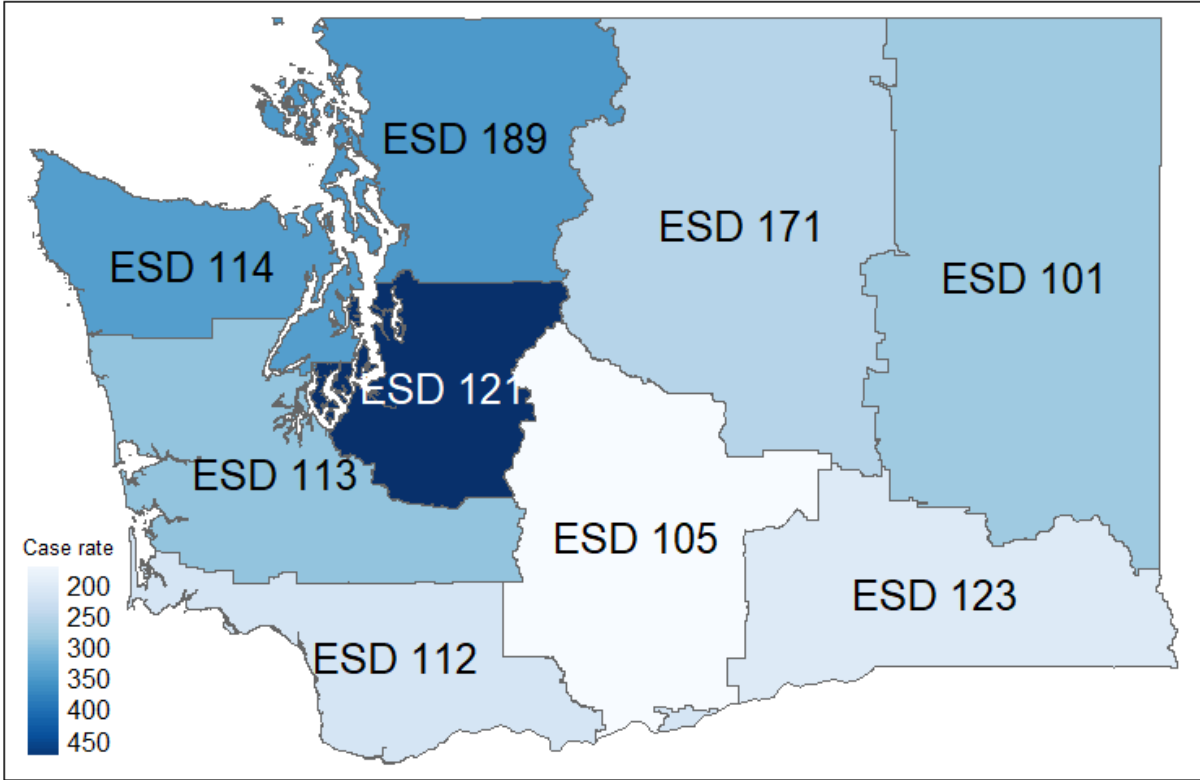 ESD 189
ESD 171
ESD 114
ESD 101
ESD 121
ESD 113
ESD 105
ESD 123
ESD 112
Case rate
200
250
300
350
400
450